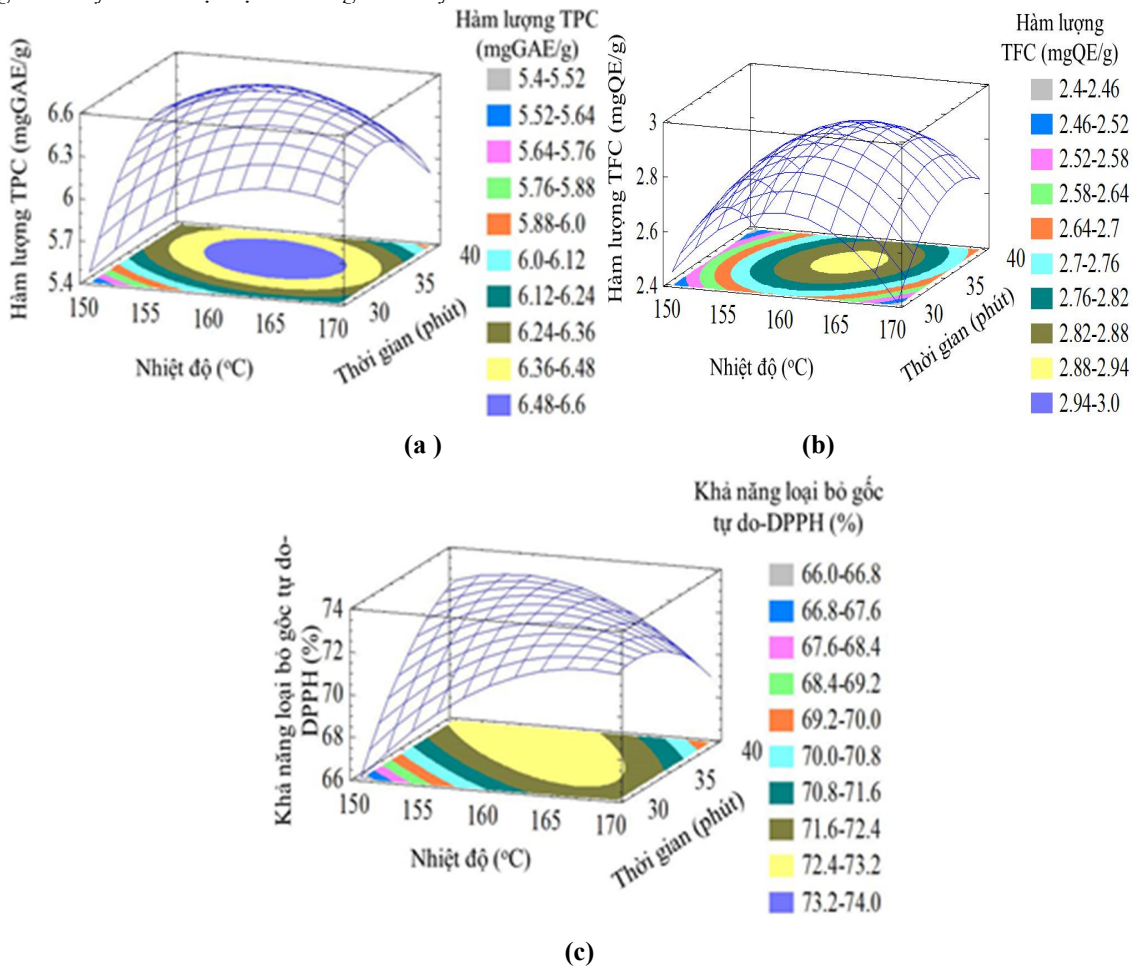 Hàm lượng TPC
(mgGAE/g)
5.4-5.52
5.52-5.64
5.64-5.76
5.76-5.88
5.88-6.0
6.0-6.12
6.12-6.24
6.24-6.36
6.36-6.48
6.48-6.6
Hàm lượng TPC (mgGAE/g)
6.6
6.3
6
5.7
5.4
150 155 160 165 170
30 35 40
Nhiệt độ (°C)
Thời gian (phút)
(a )
Hàm lượng
TFC (mgQE/g)
2.4-2.46
2.46-2.52
2.52-2.58
2.58-2.64
2.64-2.7
2.7-2.76
2.76-2.82
2.82-2.88
2.88-2.94
2.94-3.0
Hàm lượng TFC (mgQE/g)
3
2.8
2.6
2.4
150 155 160 165 170
30 35 40
Nhiệt độ (°C)
Thời gian (phút)
(b)
Khả năng loại bỏ gốc
tự do-DPPH (%)
66.0-66.8
66.8-67.6
67.6-68.4
68.4-69.2
69.2-70.0
70.0-70.8
70.8-71.6
71.6-72.4
72.4-73.2
73.2-74.0
Khả năng loại bỏ gốc tự do-
DPPH (%)
74
72
70
68
66
150 155 160 165 170
30 35 40
Nhiệt độ (°C)
Thời gian (phút)
(c)